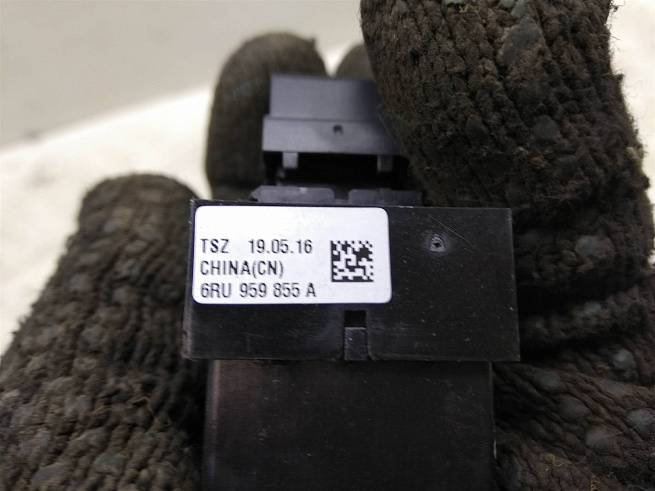 TSZ 19.05.16
CHINA(CN)
6RU 959 855 A